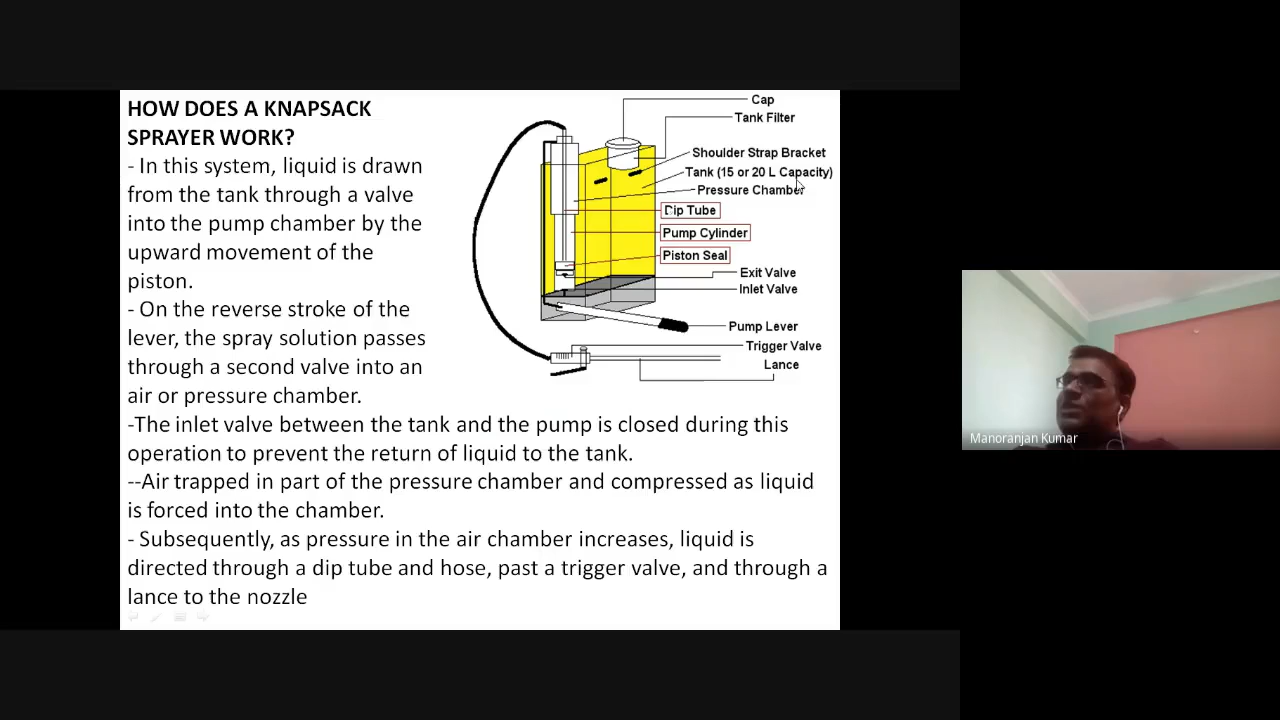 HOW DOES A KNAPSACK
SPRAYER WORK?
- In this system, liquid is drawn
from the tank through a valve
into the pump chamber by the
upward movement of the
piston.
- On the reverse stroke of the
lever, the spray solution passes
through a second valve into an
air or pressure chamber.
-The inlet valve between the tank and the pump is closed during this
operation to prevent the return of liquid to the tank.
--Air trapped in part of the pressure chamber and compressed as liquid
is forced into the chamber.
- Subsequently, as pressure in the air chamber increases, liquid is
directed through a dip tube and hose, past a trigger valve, and through a
lance to the nozzle
Cap
Tank Filter
Shoulder Strap Bracket
Tank (15 or 20 L Capacity)
Pressure Chamber
Dip Tube
Pump Cylinder
Piston Seal
Exit Valve
Inlet Valve
Pump Lever
Trigger Valve
Lance
Manoranjan Kumar